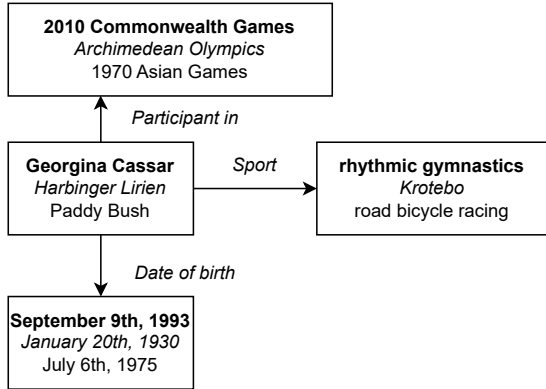 2010 Commonwealth Games
Archimedean Olympics
1970 Asian Games
Participant in
Georgina Cassar
Harbinger Lirien
Paddy Bush
Sport
rhythmic gymnastics
Krotebo
road bicycle racing
Date of birth
September 9th, 1993
January 20th, 1930
July 6th, 1975